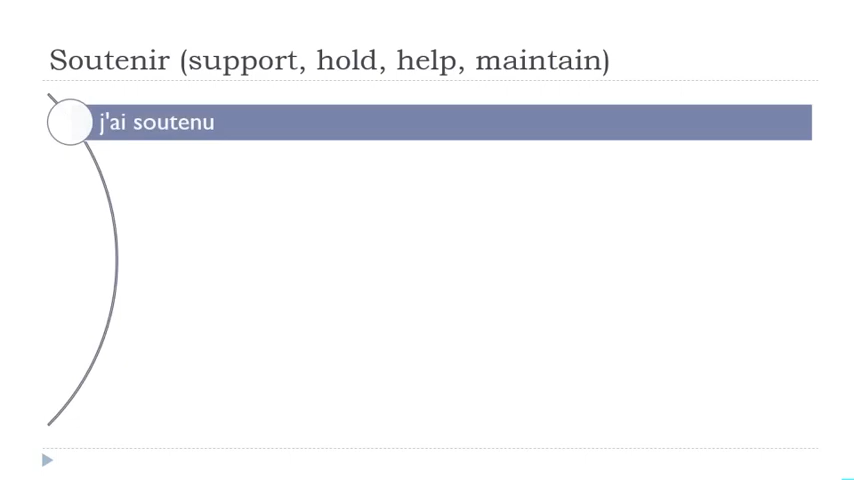 Soutenir (support, hold, help, maintain)
j'ai soutenu